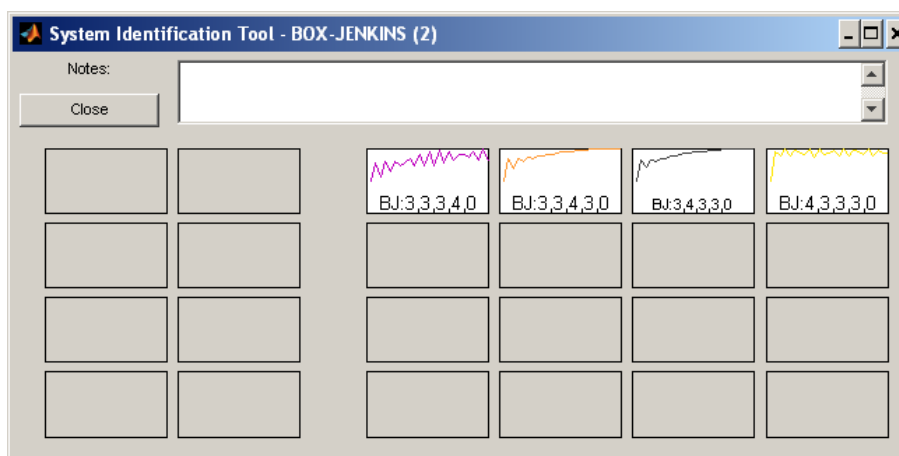 System Identification Tool - BOX-JENKINS (2)
Notes:
Close
BJ:3,3,3,4,0
BJ:3,3,4,3,0
BJ:3,4,3,3,0
BJ:4,3,3,3,0